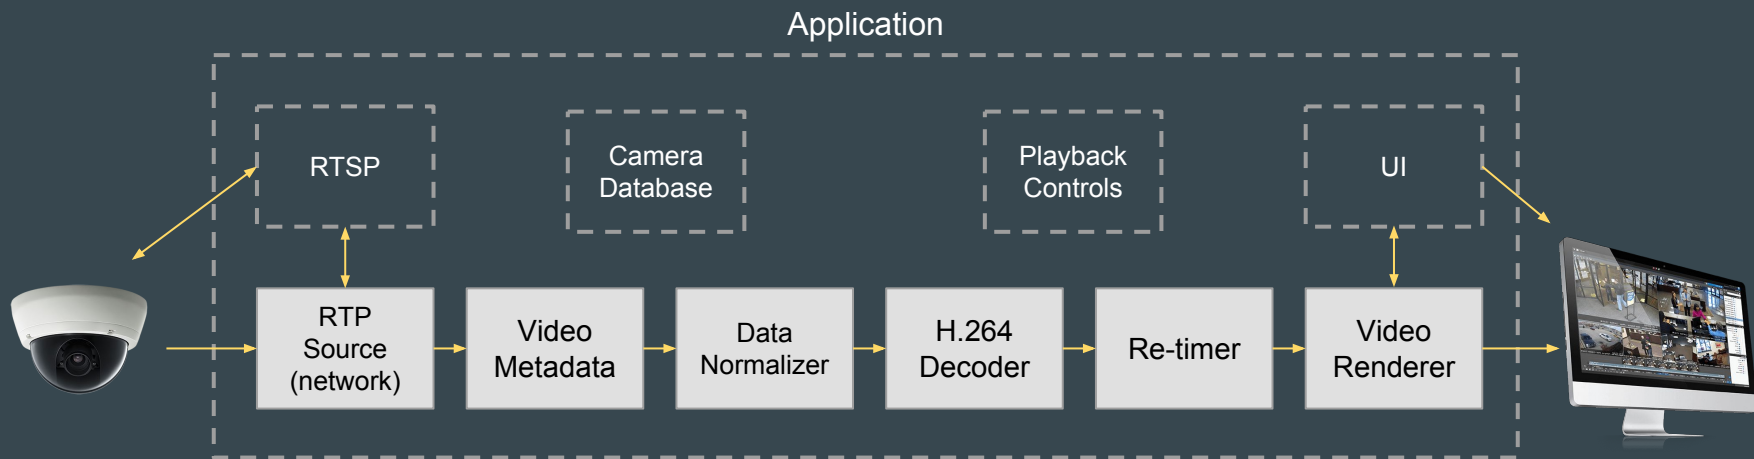 Application
RTSP
Camera
Database
Playback
Controls
UI
RTP
Source
(network)
Video
Metadata
Data
Normalizer
H.264
Decoder
Re-timer
Video
Renderer